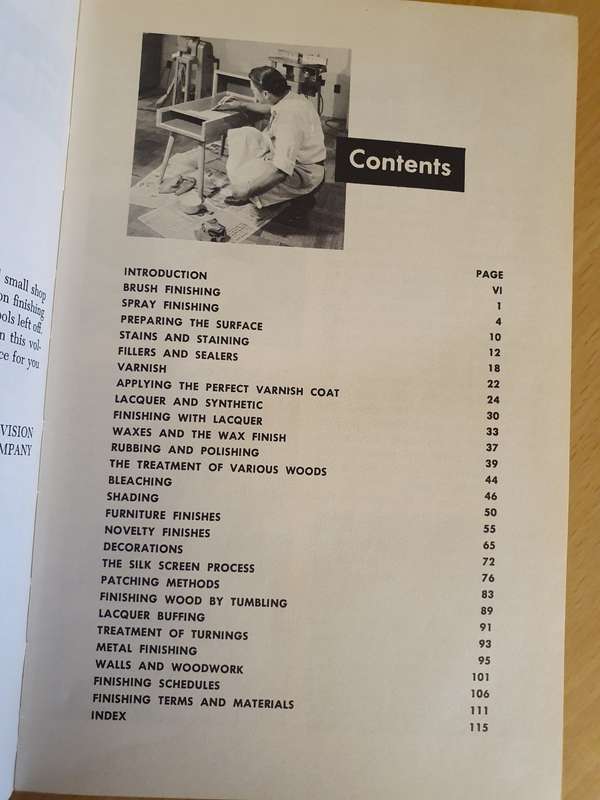 small shop
on finishing
ools left off.
n this vol-
ce for you
VISION
MPANY
Contents
PAGE
INTRODUCTION VI
BRUSH FINISHING 1
SPRAY FINISHING 4
PREPARING THE SURFACE 10
STAINS AND STAINING 12
FILLERS AND SEALERS 18
VARNISH 22
APPLYING THE PERFECT VARNISH COAT 24
LACQUER AND SYNTHETIC 30
FINISHING WITH LACQUER 33
WAXES AND THE WAX FINISH 37
RUBBING AND POLISHING 39
THE TREATMENT OF VARIOUS WOODS 44
BLEACHING 46
SHADING 50
FURNITURE FINISHES 55
NOVELTY FINISHES 65
DECORATIONS 72
THE SILK SCREEN PROCESS 76
PATCHING METHODS 83
FINISHING WOOD BY TUMBLING 89
LACQUER BUFFING 91
TREATMENT OF TURNINGS 93
METAL FINISHING 95
WALLS AND WOODWORK 101
FINISHING SCHEDULES 106
FINISHING TERMS AND MATERIALS 111
INDEX 115